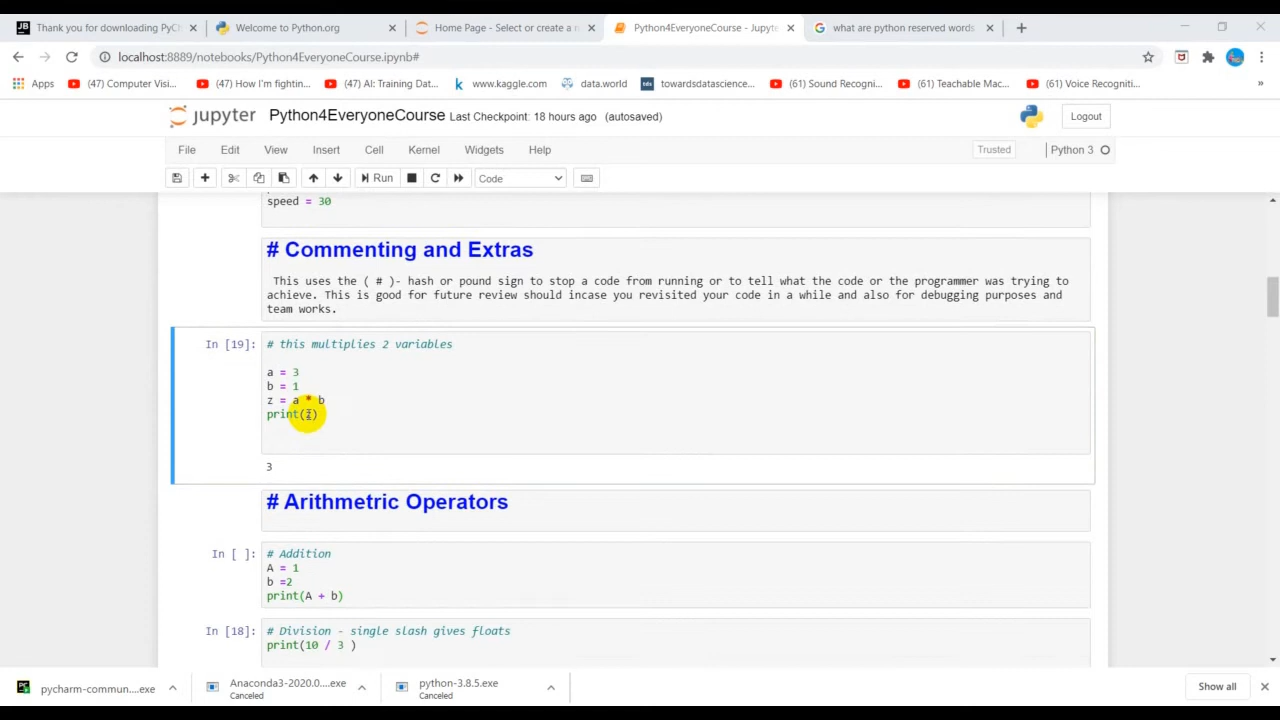 Thank you for downloading PyCh
Welcome to Python.org
Home Page - Select or create a n
Python4EveryoneCourse - Jupyte
what are python reserved words
localhost:8889/notebooks/Python4EveryoneCourse.ipynb#
Apps
(47) Computer Visi...
(47) How I'm fighting...
(47) AI: Training Dat...
www.kaggle.com
data.world
towardsdatascience...
(61) Sound Recogni...
(61) Teachable Mac...
(61) Voice Recogniti...
jupyter Python4EveryoneCourse Last Checkpoint: 18 hours ago (autosaved)
Logout
File Edit View Insert Cell Kernel Widgets Help
Trusted
Python 3
Run
Code
speed = 30
# Commenting and Extras
This uses the ( # )- hash or pound sign to stop a code from running or to tell what the code or the programmer was trying to
achieve. This is good for future review should incase you revisited your code in a while and also for debugging purposes and
team works.
In [19]: # this multiplies 2 variables
a = 3
b = 1
z = a * b
print(z)
3
# Arithmetric Operators
In [ ]: # Addition
A = 1
b =2
print(A + b)
In [18]: # Division - single slash gives floats
print(10 / 3 )
pycharm-commun....exe
Anaconda3-2020.0....exe
Canceled
python-3.8.5.exe
Canceled
Show all